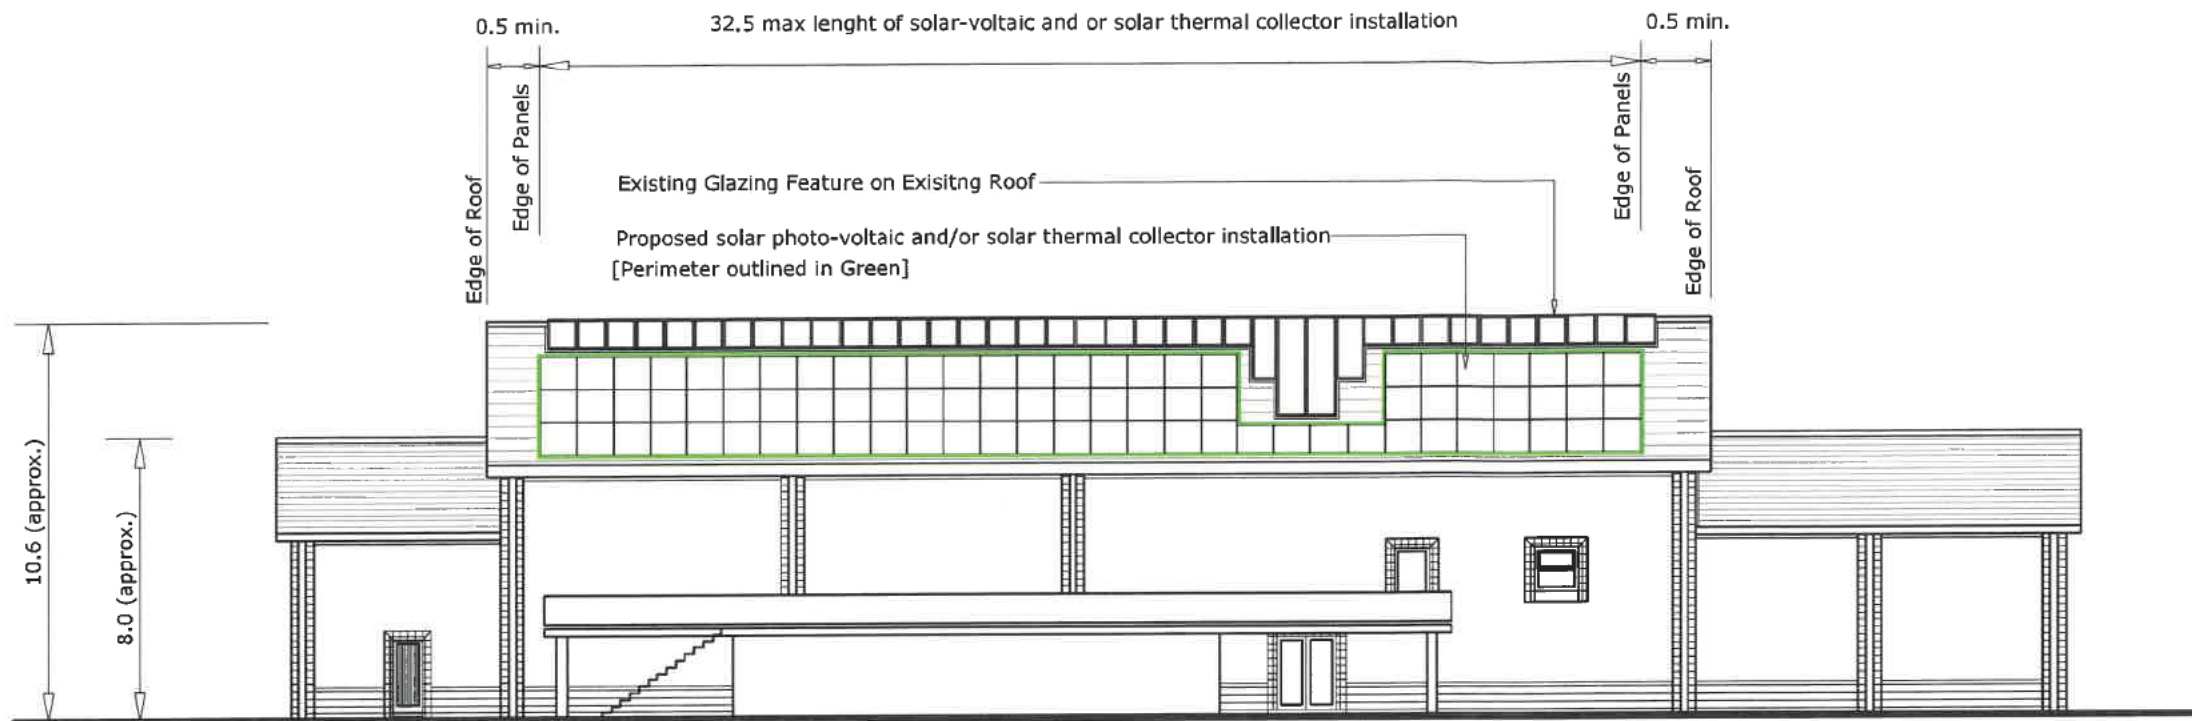 0.5 min.
32.5 max lenght of solar-voltaic and or solar thermal collector installation
0.5 min.
Edge of Roof
Edge of Panels
Edge of Panels
Edge of Roof
Existing Glazing Feature on Exisitng Roof
Proposed solar photo-voltaic and/or solar thermal collector installation
[Perimeter outlined in Green]
10.6 (approx.)
8.0 (approx.)